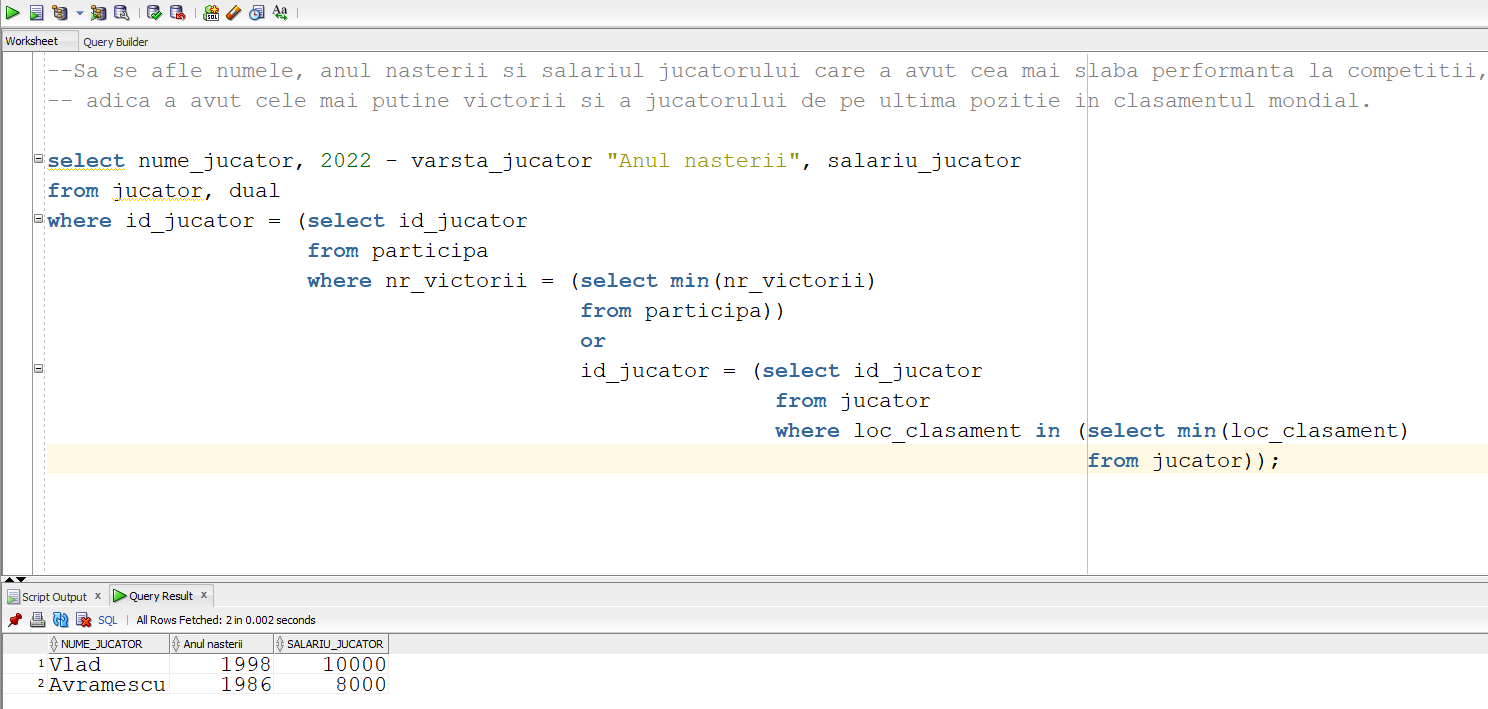 Worksheet Query Builder
--Sa se afle numele, anul nasterii si salariul jucatorului care a avut cea mai slaba performanta la competitii,
-- adica a avut cele mai putine victorii si a jucatorului de pe ultima pozitie in clasamentul mondial.
select nume_jucator, 2022 - varsta_jucator "Anul nasterii", salariu_jucator
from jucator, dual
where id_jucator = (select id_jucator
from participa
where nr_victorii = (select min(nr_victorii)
from participa))
or
id_jucator = (select id_jucator
from jucator
where loc_clasament in (select min(loc_clasament)
from jucator));
Script Output x Query Result x
SQL | All Rows Fetched: 2 in 0.002 seconds
NUME_JUCATOR Anul nasterii SALARIU_JUCATOR
1 Vlad 1998 10000
2 Avramescu 1986 8000